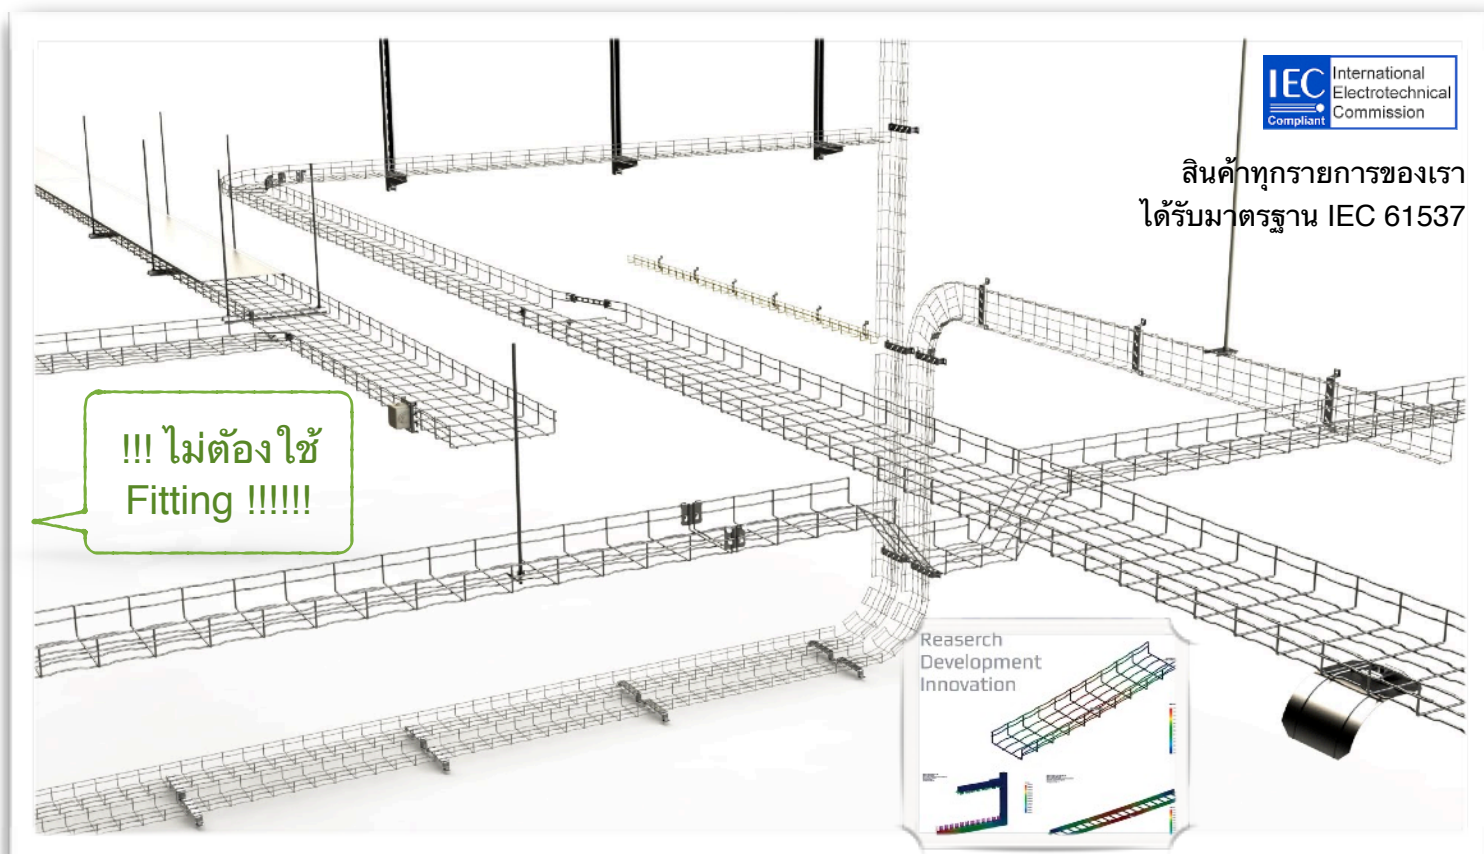 IEC
Compliant
International
Electrotechnical
Commission
สินค้าทุกรายการของเรา
ได้รับมาตรฐาน IEC 61537
!!! ไม่ต้องใช้
Fitting !!!!!!
Reaserch
Development
Innovation